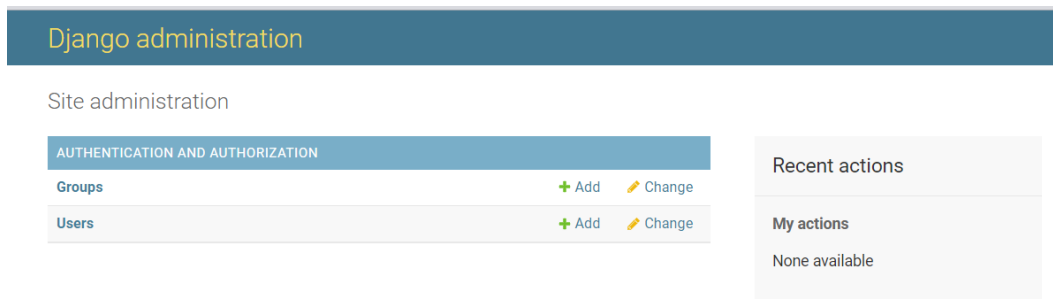 Django administration
Site administration
AUTHENTICATION AND AUTHORIZATION
Groups Add Change
Users Add Change
Recent actions
My actions
None available